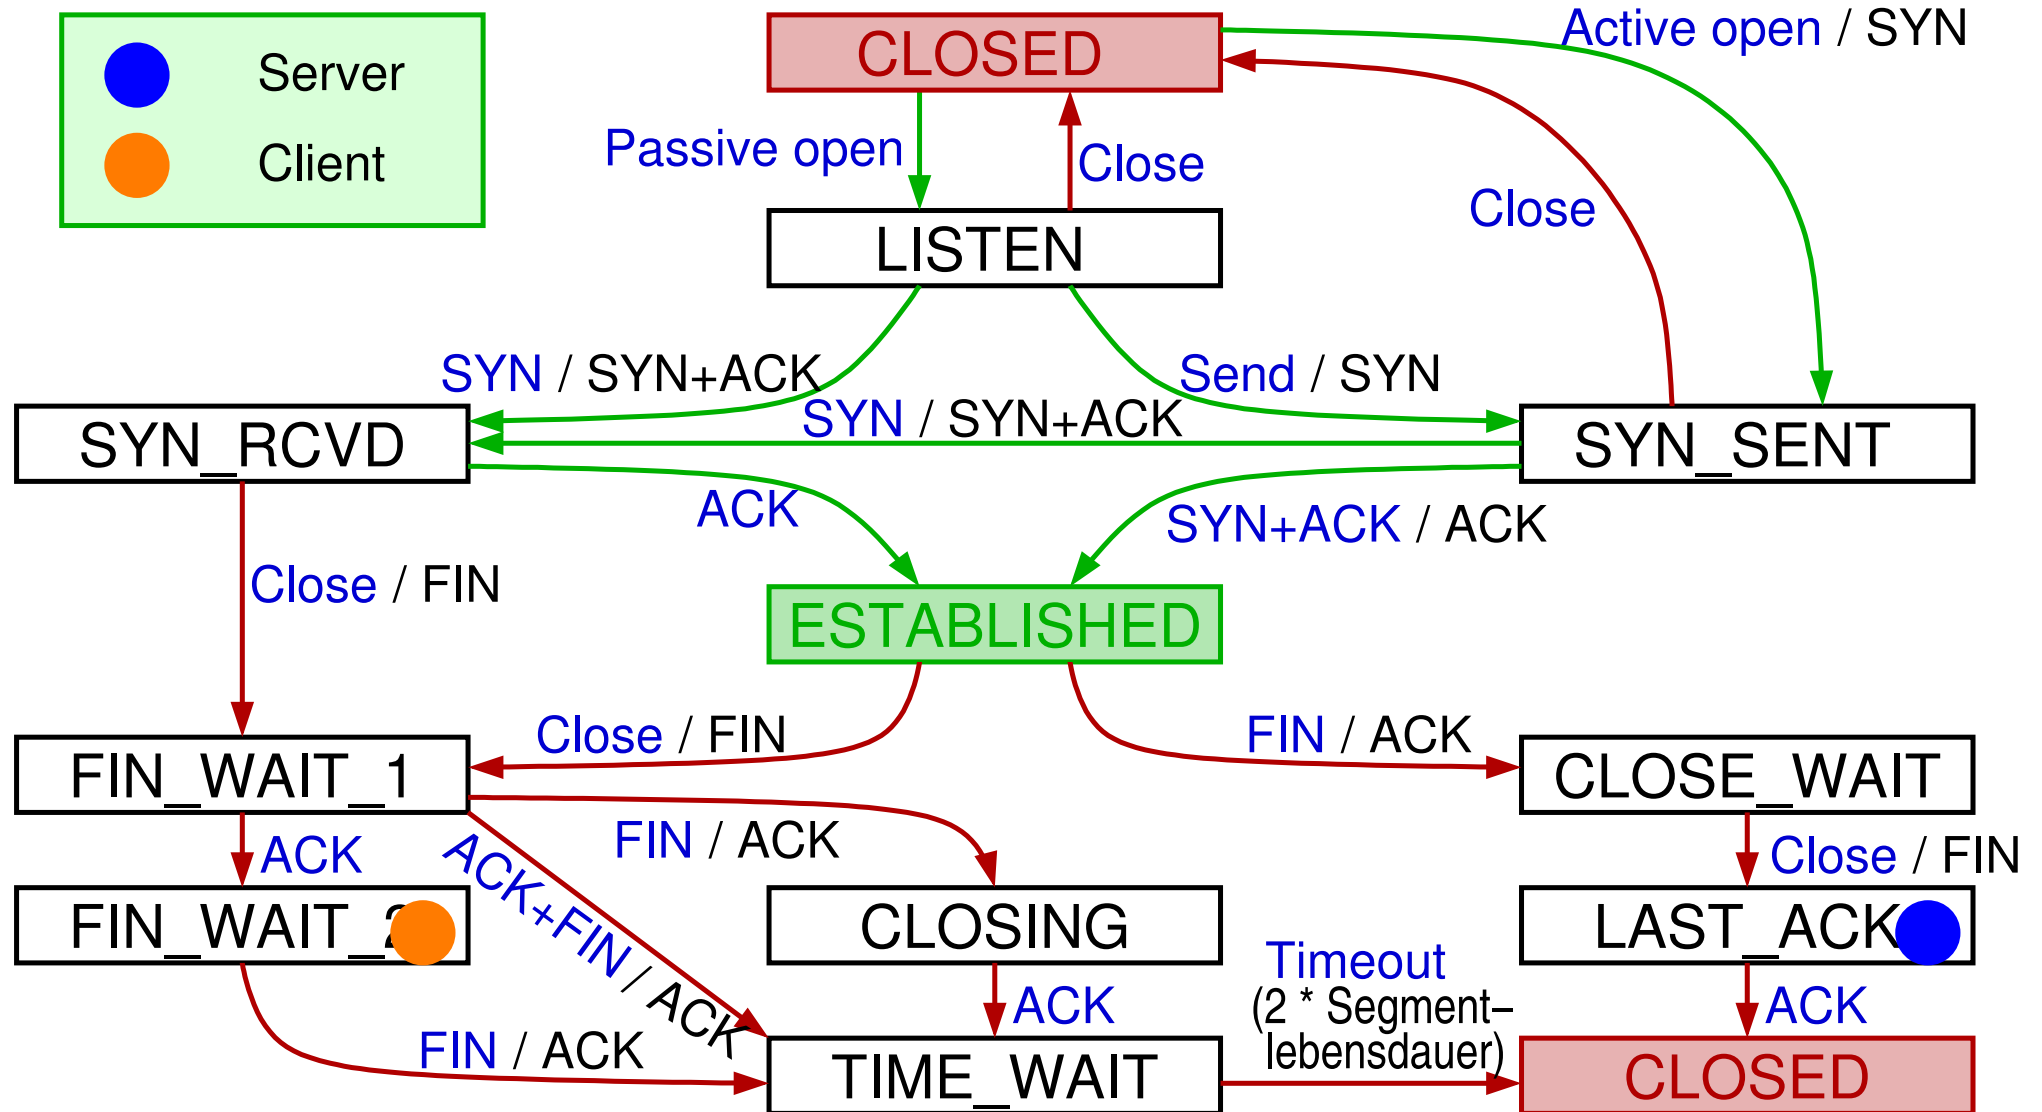 Server
Client
CLOSED
Active open / SYN
Passive open
Close
Close
LISTEN
SYN / SYN+ACK
Send / SYN
SYN / SYN+ACK
SYN_RCVD
SYN_SENT
ACK
SYN+ACK / ACK
Close / FIN
ESTABLISHED
Close / FIN
FIN / ACK
FIN_WAIT_1
CLOSE_WAIT
ACK
ACK+FIN / ACK
FIN / ACK
Close / FIN
FIN_WAIT_2
CLOSING
LAST_ACK
FIN / ACK
ACK
Timeout
(2 * Segment–
lebensdauer)
ACK
TIME_WAIT
CLOSED